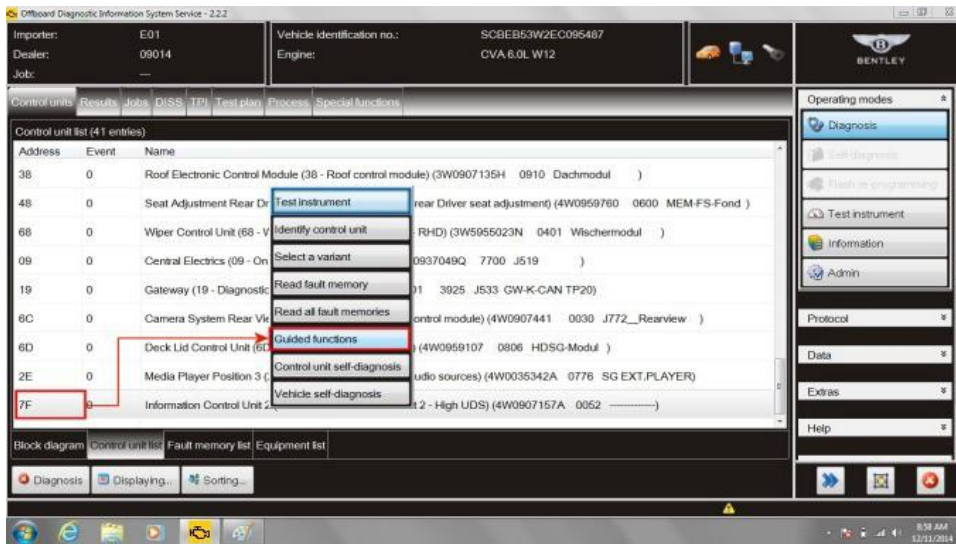 Offboard Diagnostic Information System Service - 2.2.2
Importer: E01
Dealer: 09014
Job: ---
Vehicle identification no.: SCBEB53W2EC095487
Engine: CVA 6.0L W12
BENTLEY
Control units Results Jobs DISS TPI Test plan Process Special functions
Control unit list (41 entries)
Address Event Name
38 0 Roof Electronic Control Module (38 - Roof control module) (3W0907135H 0910 Dachmodul )
48 0 Seat Adjustment Rear Dr rear Driver seat adjustment) (4W0959760 0600 MEM-FS-Fond )
68 0 Wiper Control Unit (68 - RHD) (3W5955023N 0401 Wischermodul )
09 0 Central Electrics (09 - On 0937049Q 7700 J519 )
19 0 Gateway (19 - Diagnostic 01 3925 J533 GW-K-CAN TP20)
6C 0 Camera System Rear Vie ontrol module) (4W0907441 0030 J772__Rearview )
6D 0 Deck Lid Control Unit (6D ) (4W0959107 0806 HDSG-Modul )
2E 0 Media Player Position 3 ( udio sources) (4W0035342A 0776 SG EXT.PLAYER)
7F 0 Information Control Unit 2 ( t 2 - High UDS) (4W0907157A 0052 ------------)
Test instrument
Identify control unit
Select a variant
Read fault memory
Read all fault memories
Guided functions
Control unit self-diagnosis
Vehicle self-diagnosis
Block diagram Control unit list Fault memory list Equipment list
Diagnosis Displaying... Sorting...
Operating modes
Diagnosis
Self-diagnosis
Flash re-programming
Test instrument
Information
Admin
Protocol
Data
Extras
Help
8:58 AM
12/11/2014